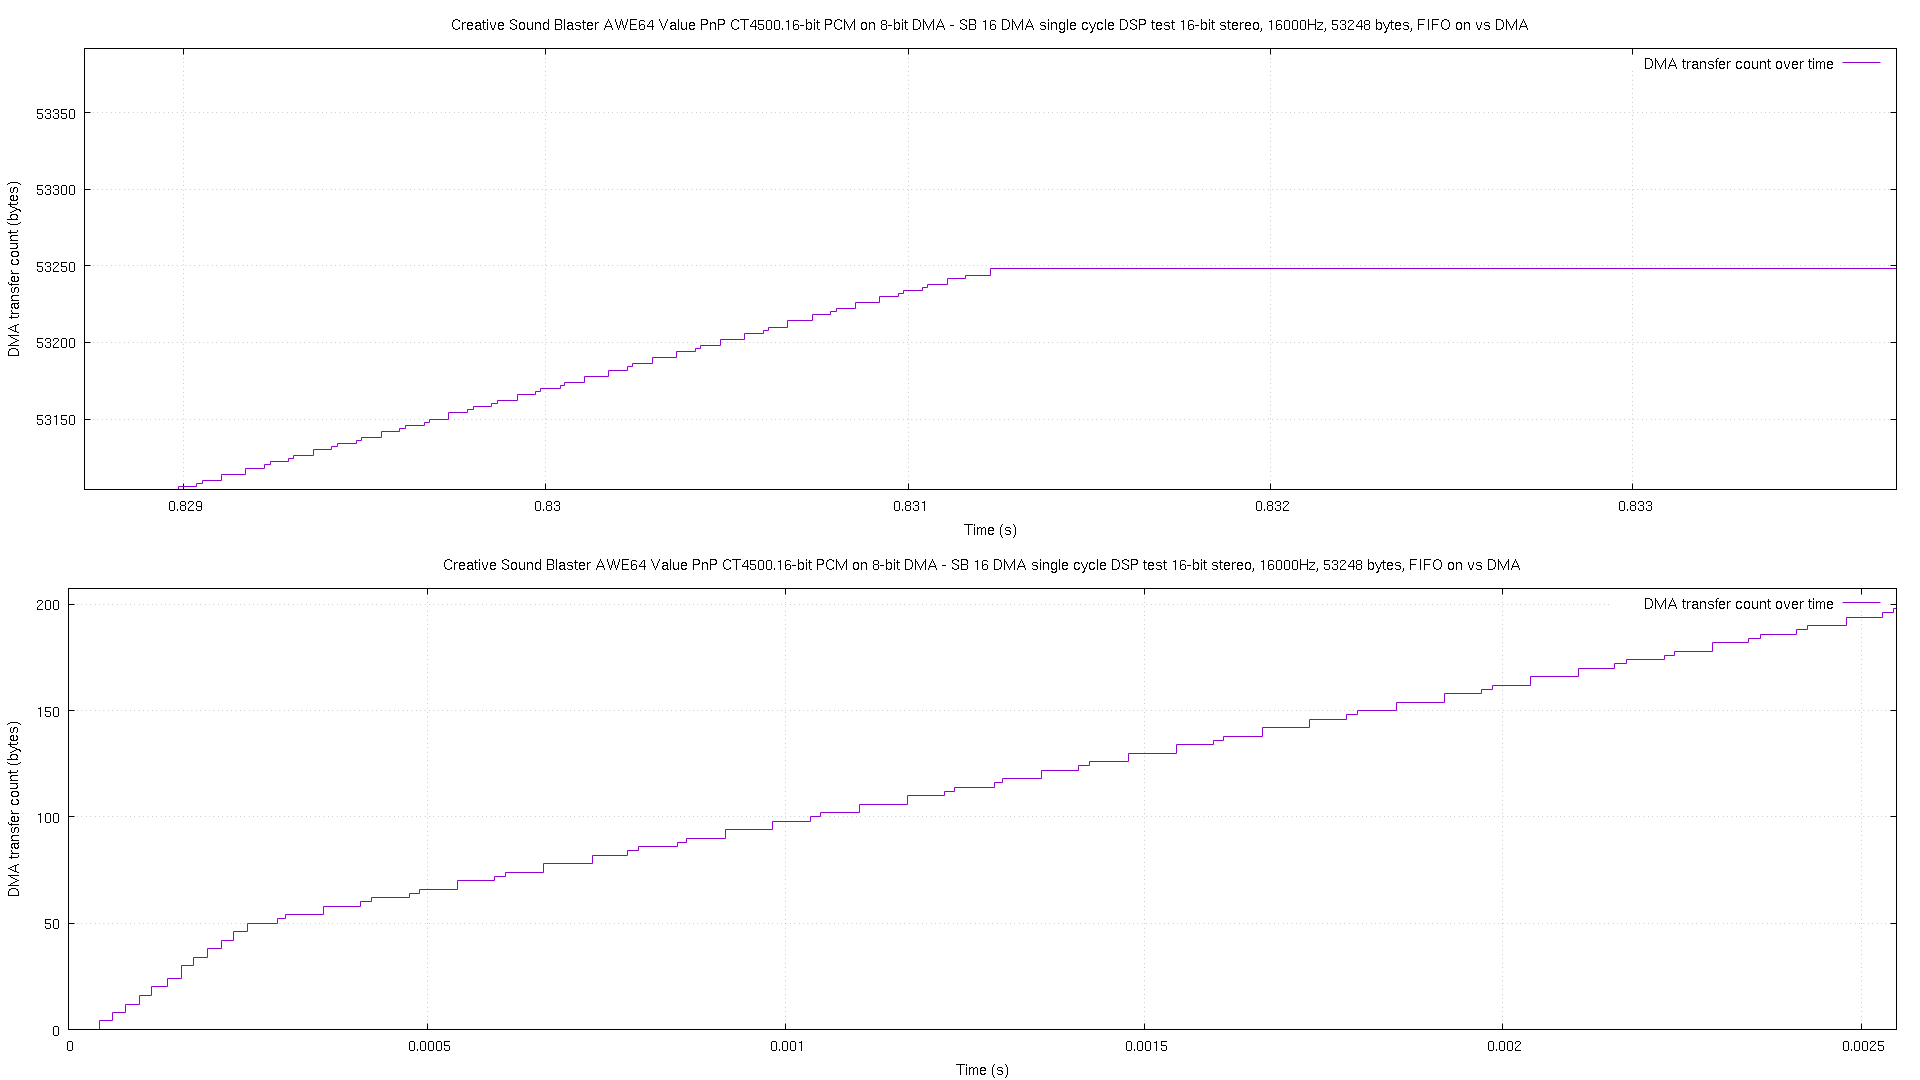 Creative Sound Blaster AWE64 Value PnP CT4500.16-bit PCM on 8-bit DMA - SB 16 DMA single cycle DSP test 16-bit stereo, 16000Hz, 53248 bytes, FIFO on vs DMA
DMA transfer count over time
53350
53300
53250
53200
53150
DMA transfer count (bytes)
0.829 0.83 0.831 0.832 0.833
Time (s)
Creative Sound Blaster AWE64 Value PnP CT4500.16-bit PCM on 8-bit DMA - SB 16 DMA single cycle DSP test 16-bit stereo, 16000Hz, 53248 bytes, FIFO on vs DMA
DMA transfer count over time
200
150
100
50
0
DMA transfer count (bytes)
0 0.0005 0.001 0.0015 0.002 0.0025
Time (s)